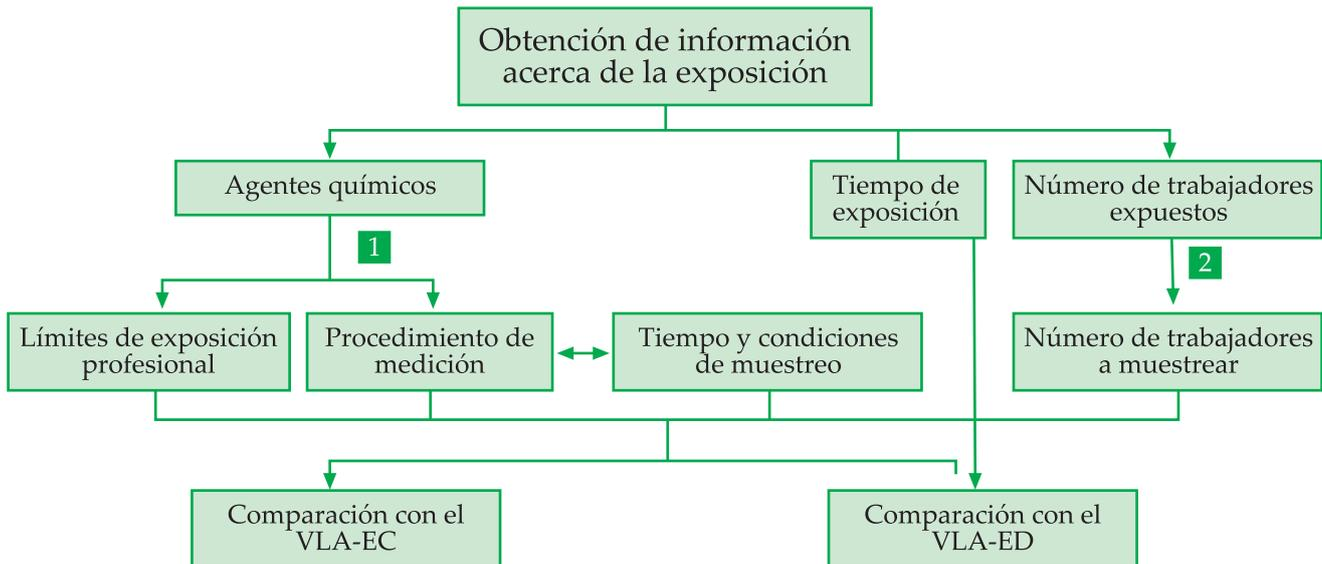 Obtención de información
acerca de la exposición
Agentes químicos
Tiempo de
exposición
Número de trabajadores
expuestos
1
2
Límites de exposición
profesional
Procedimiento de
medición
Tiempo y condiciones
de muestreo
Número de trabajadores
a muestrear
Comparación con el
VLA-EC
Comparación con el
VLA-ED